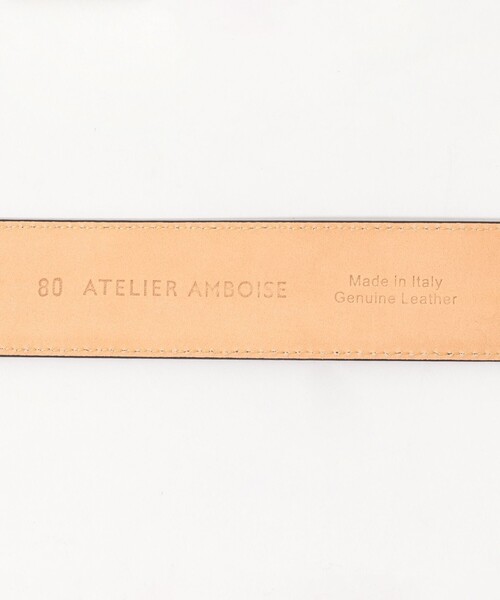 80 ATELIER AMBOISE
Made in Italy
Genuine Leather